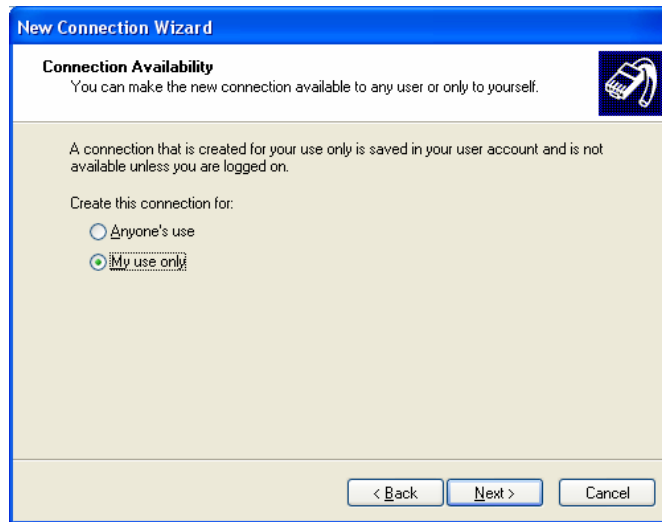 New Connection Wizard
Connection Availability
You can make the new connection available to any user or only to yourself.
A connection that is created for your use only is saved in your user account and is not
available unless you are logged on.
Create this connection for:
Anyone's use
My use only
< Back
Next >
Cancel